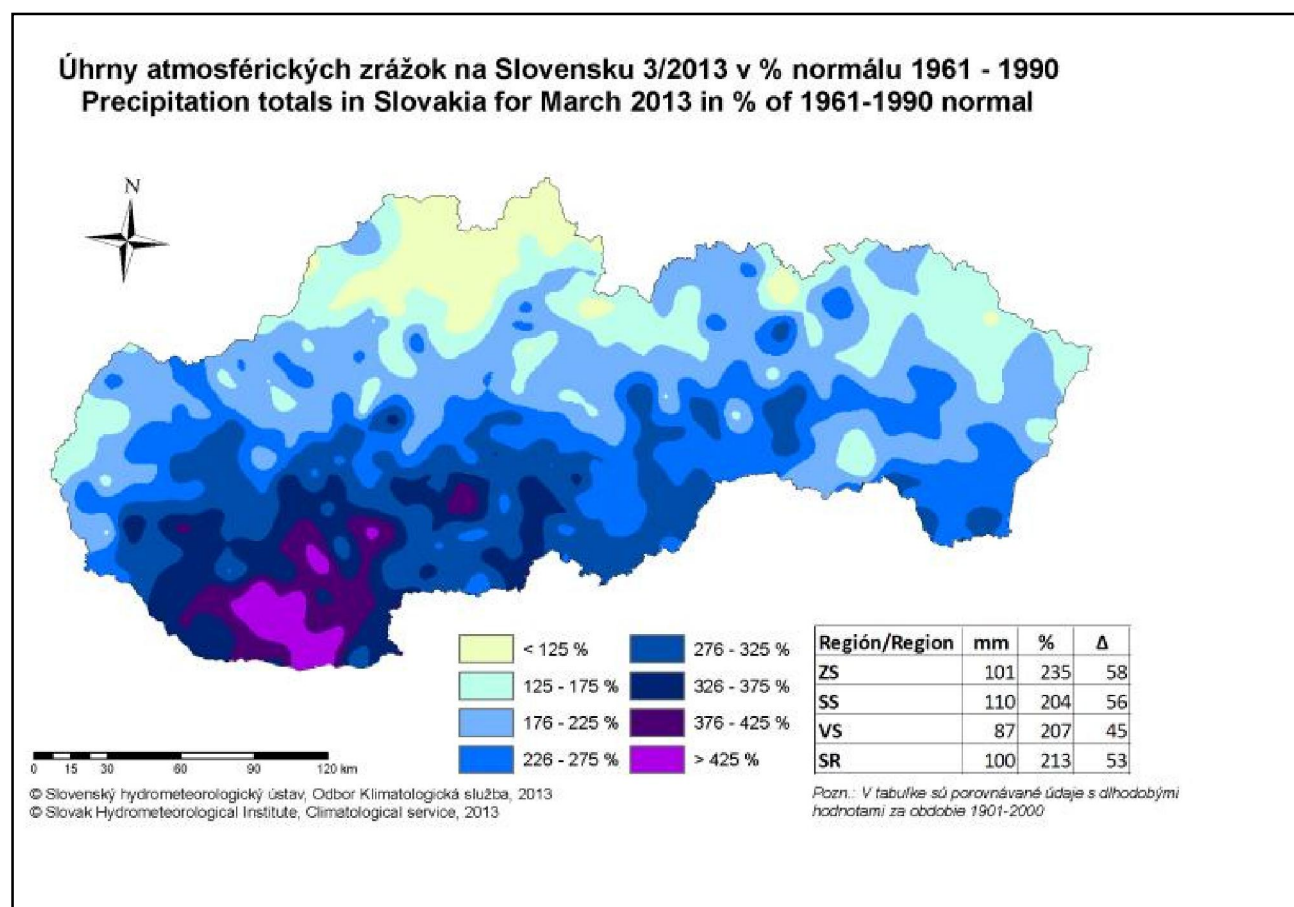 Úhrny atmosférických zrážok na Slovensku 3/2013 v % normálu 1961 - 1990
Precipitation totals in Slovakia for March 2013 in % of 1961-1990 normal
N
< 125 %
125 - 175 %
176 - 225 %
226 - 275 %
276 - 325 %
326 - 375 %
376 - 425 %
> 425 %
Región/Region mm % Δ
ZS 101 235 58
SS 110 204 56
VS 87 207 45
SR 100 213 53
0 15 30 60 90 120 km
© Slovenský hydrometeorologický ústav, Odbor Klimatologická služba, 2013
© Slovak Hydrometeorological Institute, Climatological service, 2013
Pozn.: V tabuľke sú porovnávané údaje s dlhodobými
hodnotami za obdobie 1901-2000